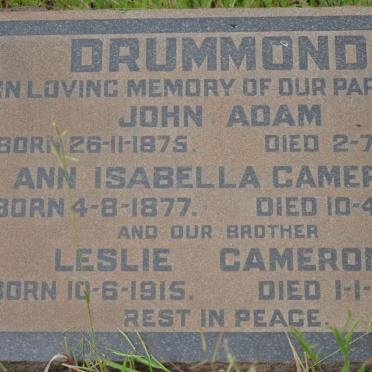 DRUMMOND
IN LOVING MEMORY OF OUR PAR
JOHN ADAM
BORN 26-11-1875. DIED 2-7
ANN ISABELLA CAMER
BORN 4-8-1877. DIED 10-4
AND OUR BROTHER
LESLIE CAMERON
BORN 10-6-1915. DIED 1-1-
REST IN PEACE.